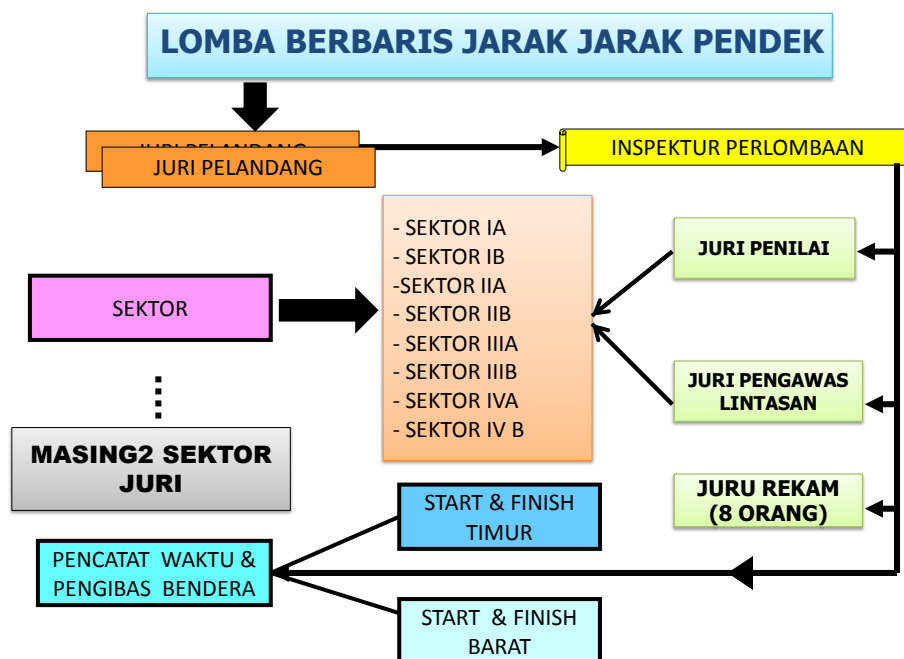 LOMBA BERBARIS JARAK JARAK PENDEK
JURI PELANDANG
JURI PELANDANG
INSPEKTUR PERLOMBAAN
- SEKTOR IA
- SEKTOR IB
-SEKTOR IIA
- SEKTOR IIB
- SEKTOR IIIA
- SEKTOR IIIB
- SEKTOR IVA
- SEKTOR IV B
JURI PENILAI
SEKTOR
JURI PENGAWAS
LINTASAN
MASING2 SEKTOR
JURI
JURU REKAM
(8 ORANG)
START & FINISH
TIMUR
PENCATAT WAKTU &
PENGIBAS BENDERA
START & FINISH
BARAT